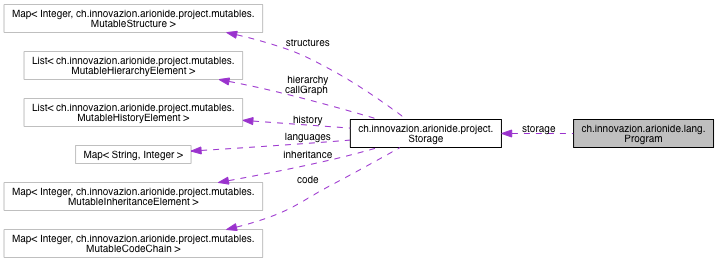 Map< Integer, ch.innovazion.arionide.project.mutables.
MutableStructure >
structures
List< ch.innovazion.arionide.project.mutables.
MutableHierarchyElement >
hierarchy
callGraph
List< ch.innovazion.arionide.project.mutables.
MutableHistoryElement >
history
ch.innovazion.arionide.project.
Storage
storage
ch.innovazion.arionide.lang.
Program
languages
Map< String, Integer >
inheritance
Map< Integer, ch.innovazion.arionide.project.mutables.
MutableInheritanceElement >
code
Map< Integer, ch.innovazion.arionide.project.mutables.
MutableCodeChain >